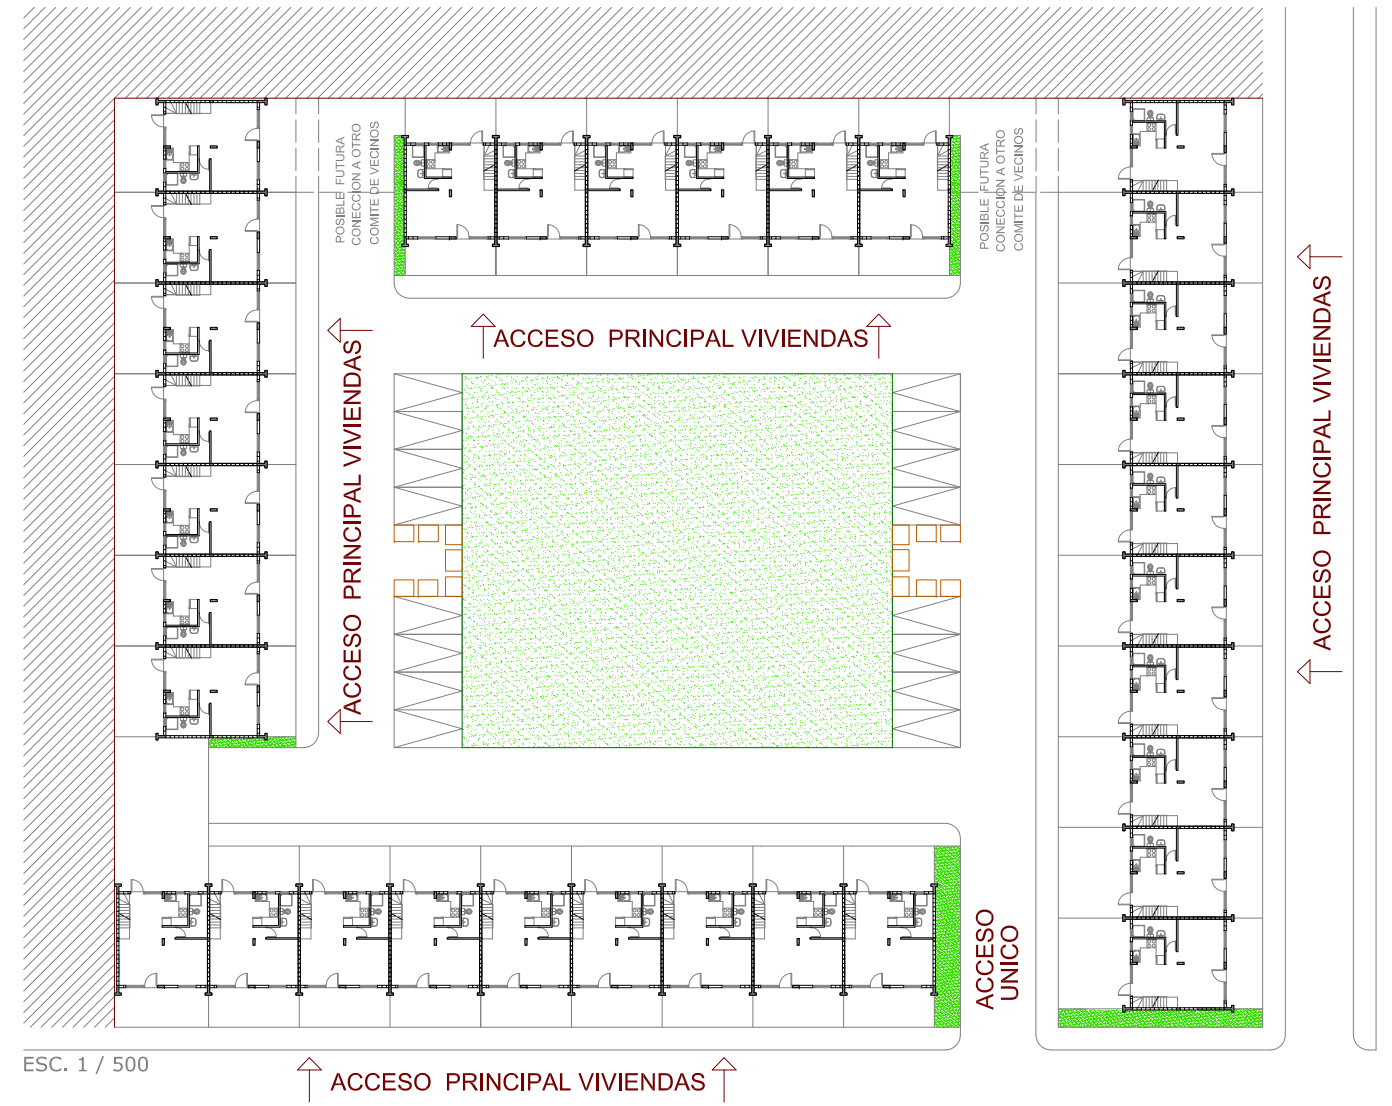 POSIBLE FUTURA
CONECCION A OTRO
COMITE DE VECINOS
POSIBLE FUTURA
CONECCION A OTRO
COMITE DE VECINOS
ACCESO PRINCIPAL VIVIENDAS
ACCESO PRINCIPAL VIVIENDAS
ACCESO PRINCIPAL VIVIENDAS
ACCESO
UNICO
ESC. 1 / 500
ACCESO PRINCIPAL VIVIENDAS